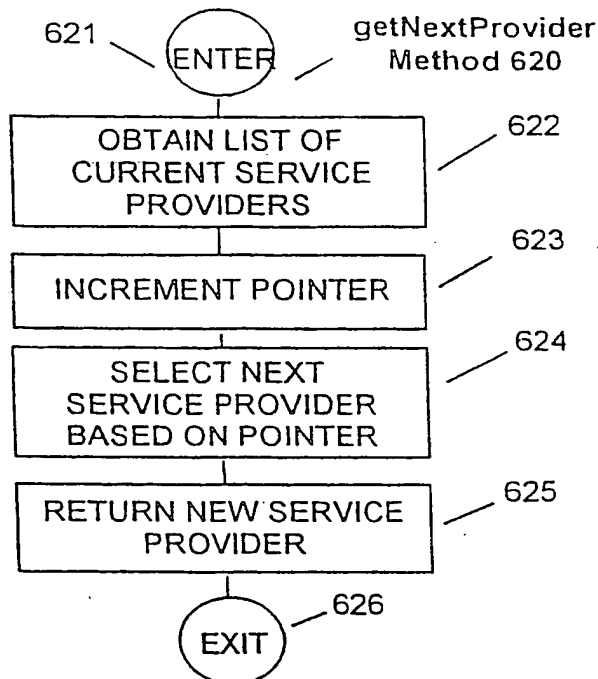 621
ENTER
getNextProvider
Method 620
OBTAIN LIST OF
CURRENT SERVICE
PROVIDERS
622
INCREMENT POINTER
623
SELECT NEXT
SERVICE PROVIDER
BASED ON POINTER
624
RETURN NEW SERVICE
PROVIDER
625
EXIT
626